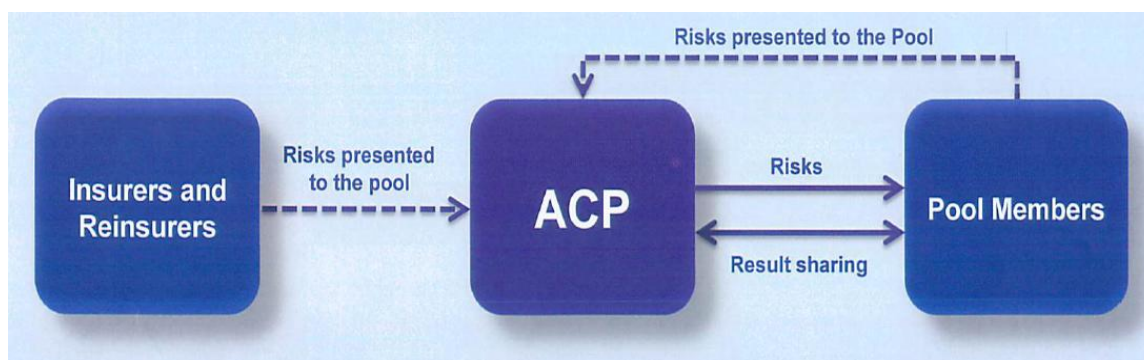 Risks presented to the Pool
Insurers and
Reinsurers
Risks presented
to the pool
ACP
Risks
Result sharing
Pool Members